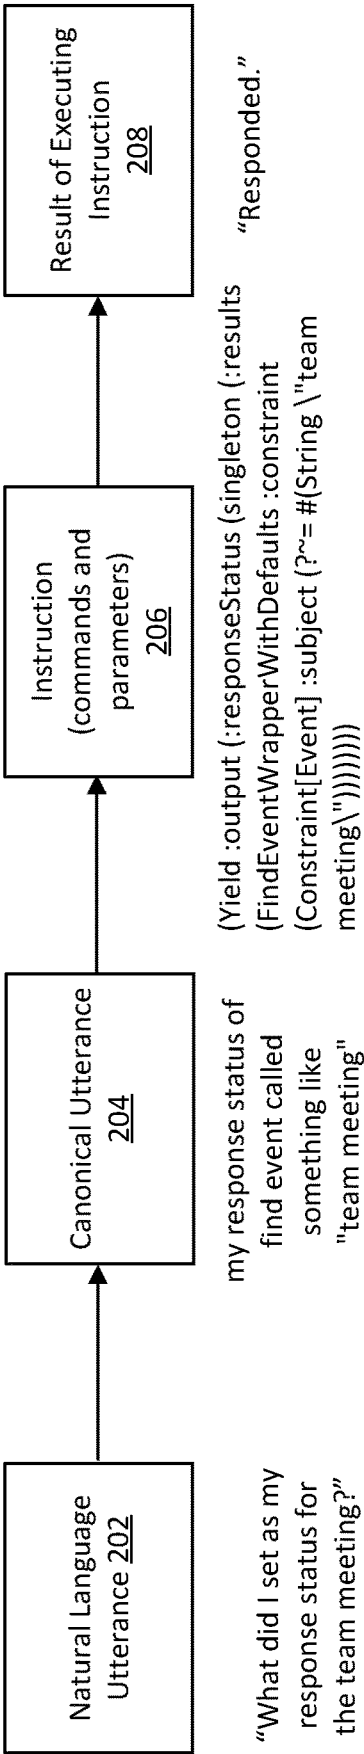 Natural Language
Utterance 202
"What did I set as my
response status for
the team meeting?”
Canonical Utterance
204
my response status of
find event called
something like
"team meeting"
Instruction
(commands and
parameters)
206
(Yield :output (:responseStatus (singleton (:results
(FindEventWrapperWithDefaults :constraint
(Constraint[Event] :subject (?~= #(String \"team
meeting\"))))))))
Result of Executing
Instruction
208
“Responded.”